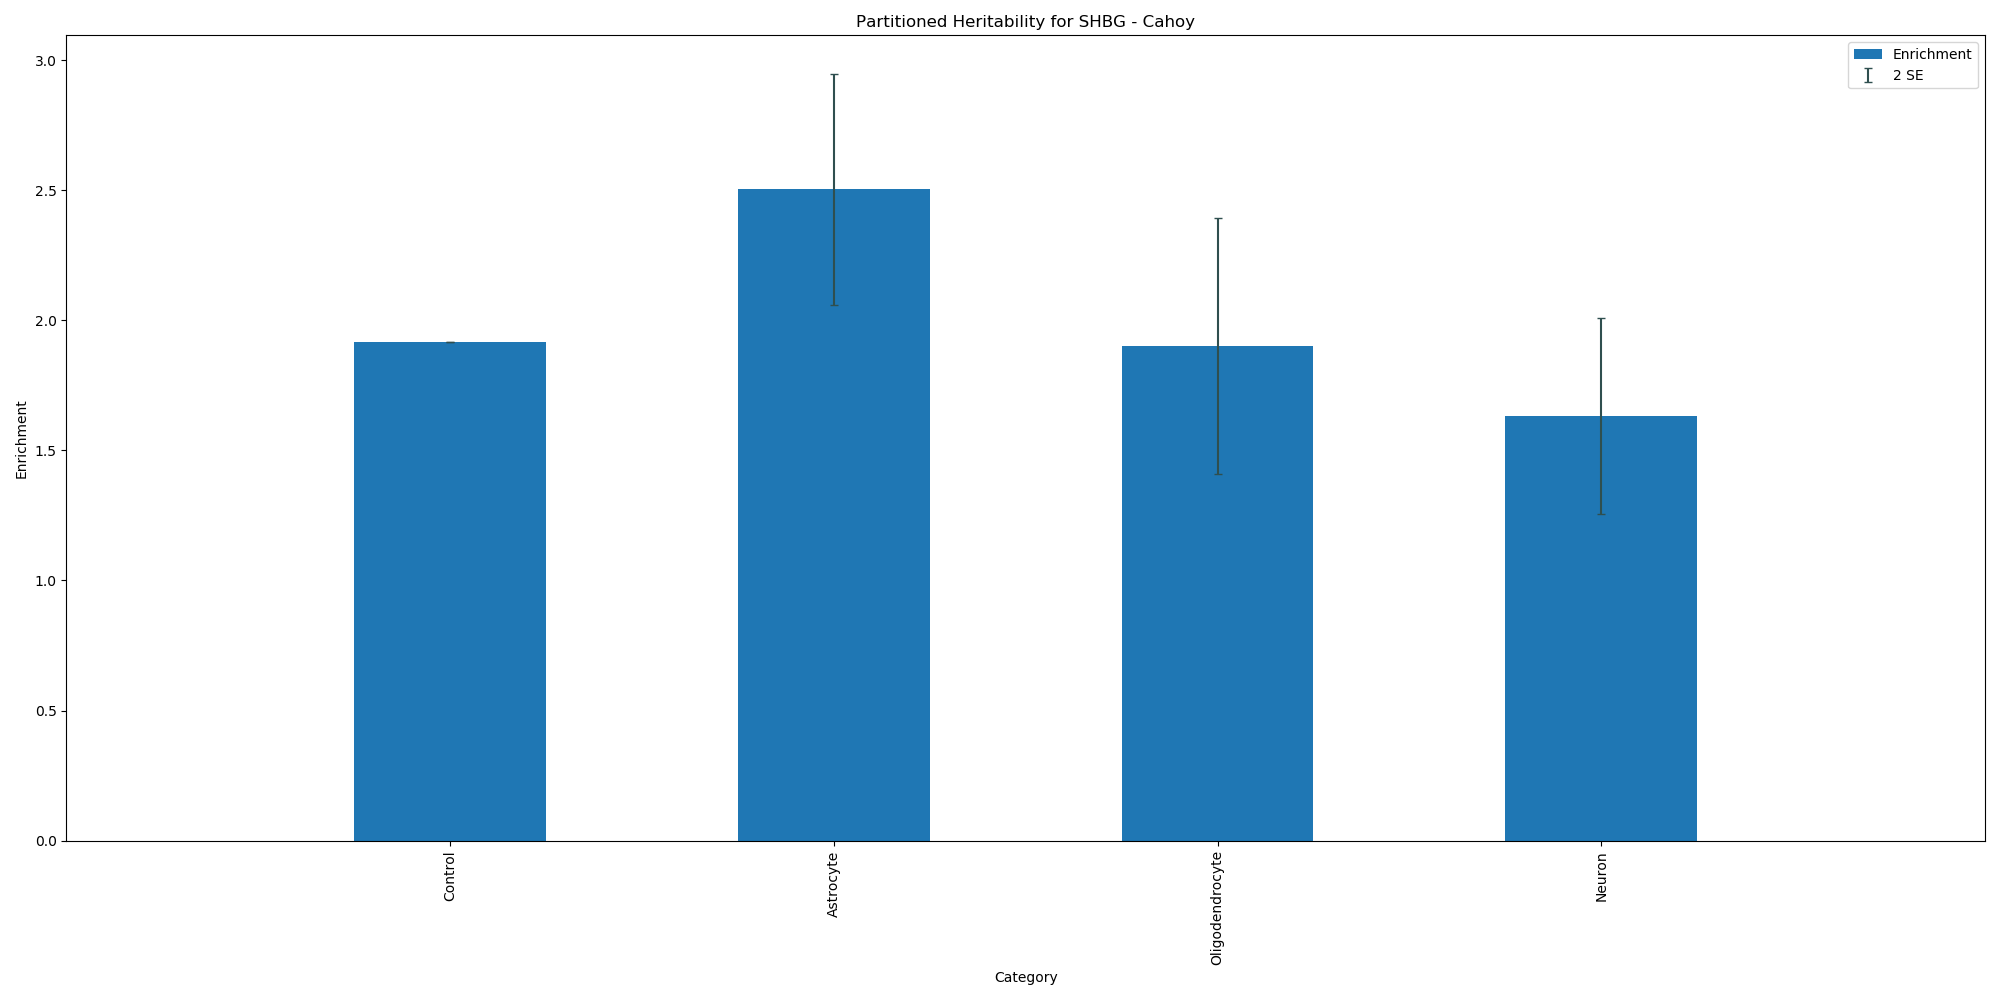 Partitioned Heritability for SHBG - Cahoy
Enrichment
2 SE
3.0
2.5
2.0
1.5
1.0
0.5
0.0
Enrichment
Control
Astrocyte
Oligodendrocyte
Neuron
Category